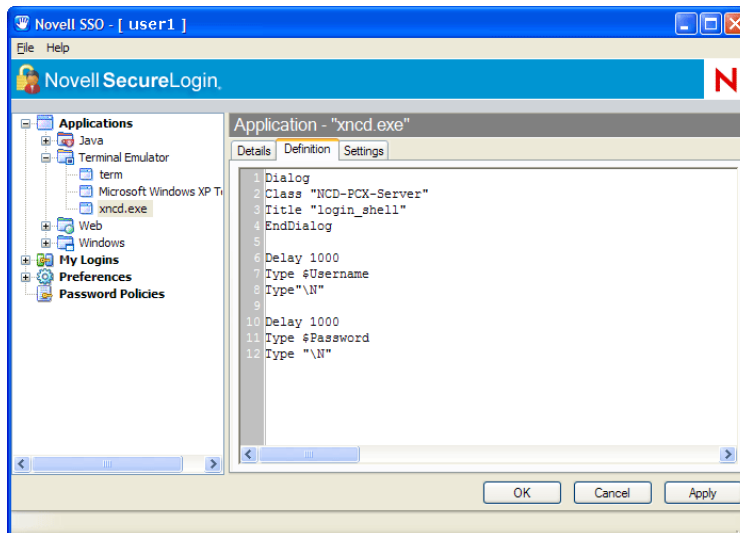 Novell SSO - [ user1 ]
File Help
Novell SecureLogin.
N
Applications
Java
Terminal Emulator
term
Microsoft Windows XP T
xncd.exe
Web
Windows
My Logins
Preferences
Password Policies
Application - "xncd.exe"
Details Definition Settings
1 Dialog
2 Class "NCD-PCX-Server"
3 Title "login_shell"
4 EndDialog
5
6 Delay 1000
7 Type $Username
8 Type"\N"
9
10 Delay 1000
11 Type $Password
12 Type "\N"
OK Cancel Apply